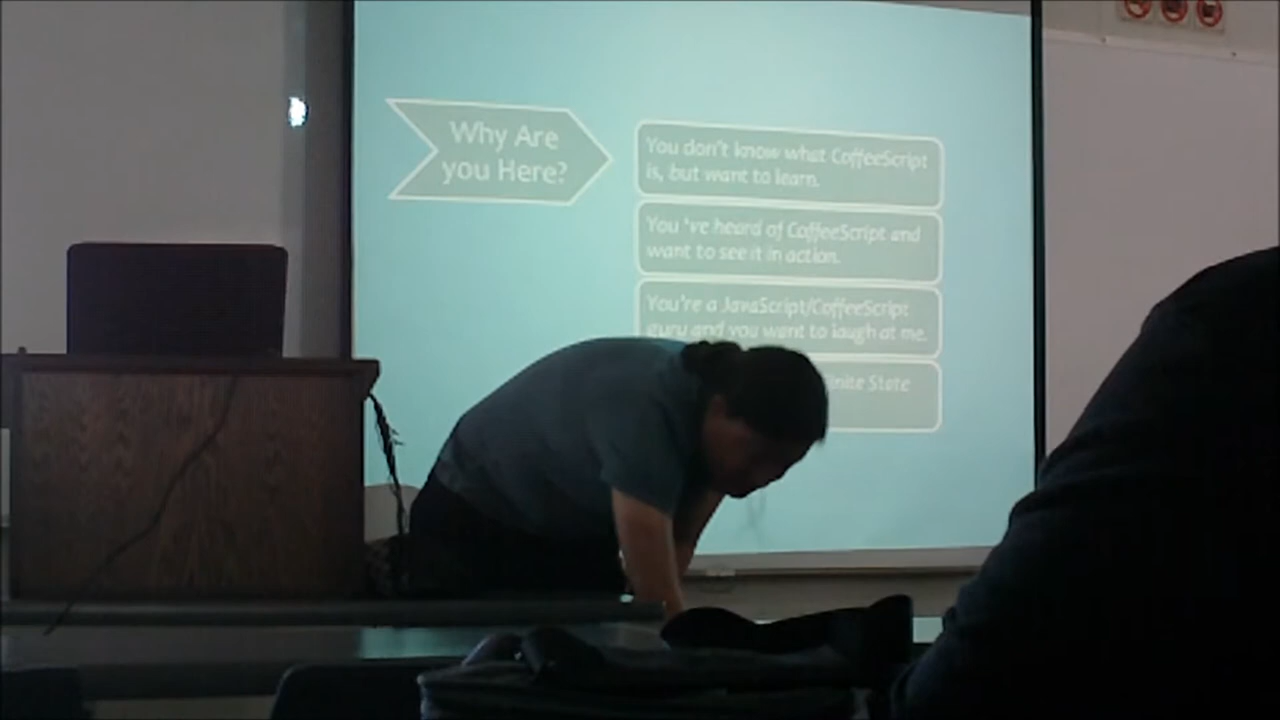 Why Are
you Here?
You don't know what CoffeeScript
is, but want to learn.
You 've heard of CoffeeScript and
want to see it in action.
You're a JavaScript/CoffeeScript
guru and you want to laugh at me.
State